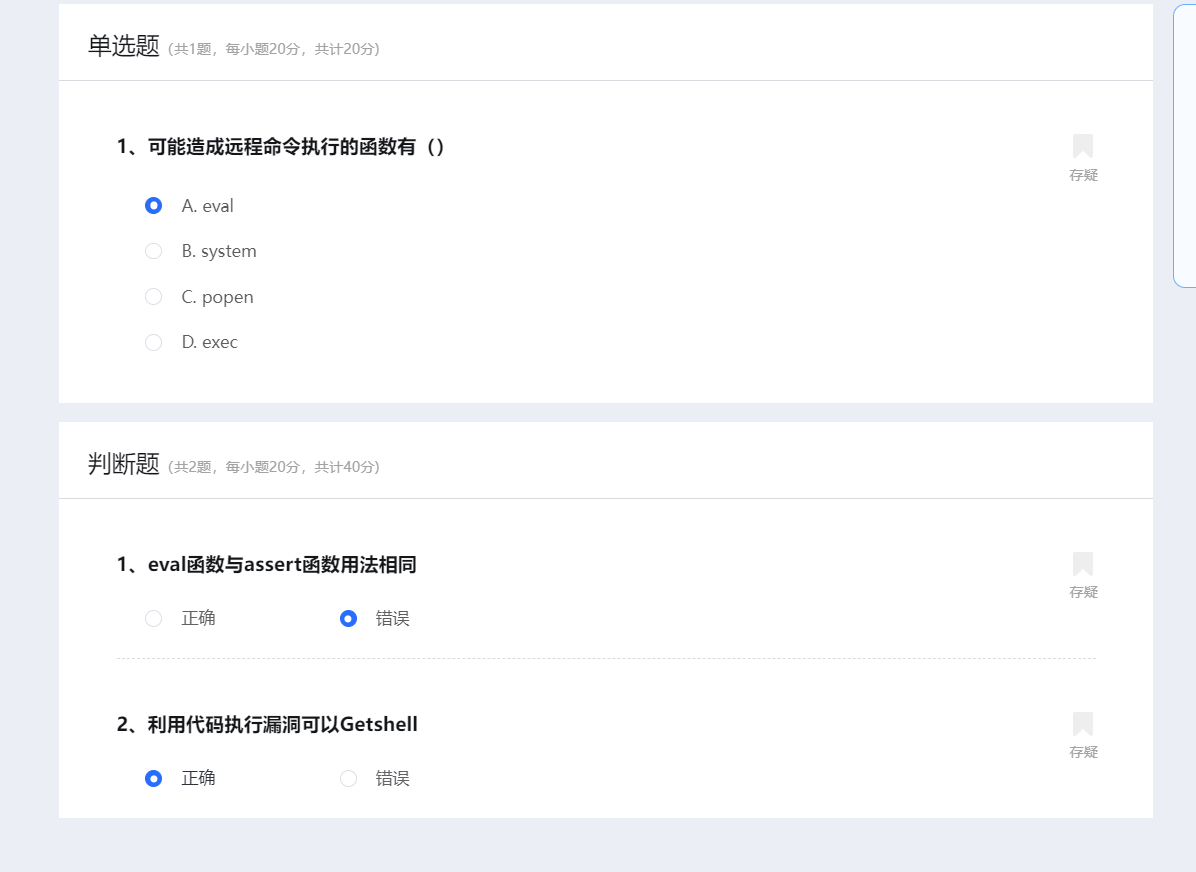 单选题 (共1题，每小题20分，共计20分)
1、可能造成远程命令执行的函数有（）
存疑
A. eval
B. system
C. popen
D. exec
判断题 (共2题，每小题20分，共计40分)
1、eval函数与assert函数用法相同
存疑
正确 错误
2、利用代码执行漏洞可以Getshell
存疑
正确 错误